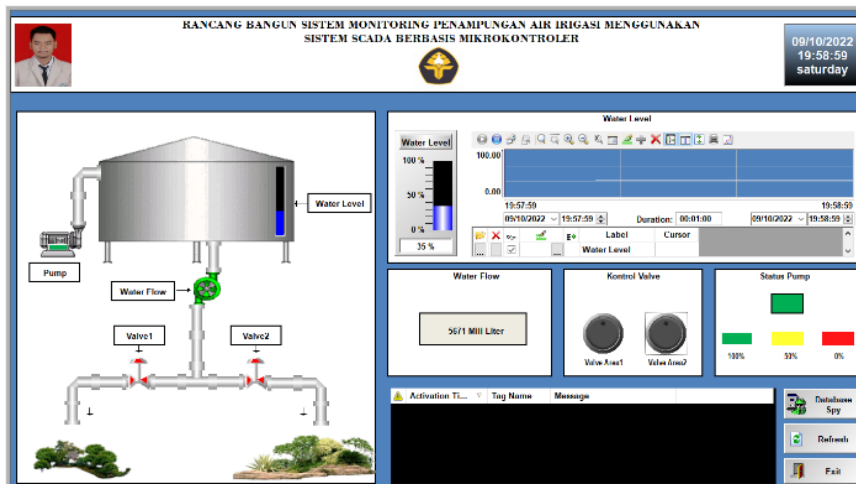 RANCANG BANGUN SISTEM MONITORING PENAMPUNGAN AIR IRIGASI MENGGUNAKAN
SISTEM SCADA BERBASIS MIKROKONTROLER
09/10/2022
19:58:59
saturday
Water Level
Pump
Water Flow
Valve1
Valve2
Water Level
Water Level
100 %
50 %
0 %
35 %
100.00
0.00
19:57:59
19:58:59
09/10/2022 19:57:59
Duration: 00:01:00
09/10/2022 19:58:59
Label
Cursor
Water Level
Water Flow
5671 Mili Liter
Kontrol Valve
Valve Area1
Valve Area2
Status Pump
100%
50%
0%
Activation Ti...
Tag Name
Message
Database
Spy
Refresh
Exit